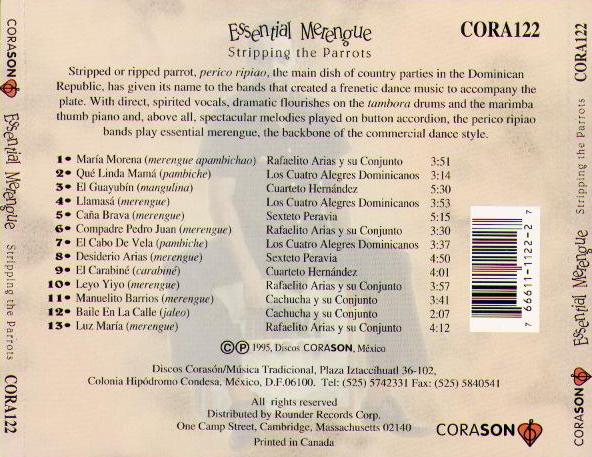 Essential Merengue
Stripping the Parrots
CORA122
Stripped or ripped parrot, perico ripiao, the main dish of country parties in the Dominican
Republic, has given its name to the bands that created a frenetic dance music to accompany the
plate. With direct, spirited vocals, dramatic flourishes on the tambora drums and the marimba
thumb piano and, above all, spectacular melodies played on button accordion, the perico ripiao
bands play essential merengue, the backbone of the commercial dance style.
1• María Morena (merengue apambichao) Rafaelito Arias y su Conjunto 3:51
2• Qué Linda Mamá (pambiche) Los Cuatro Alegres Dominicanos 3:14
3• El Guayubín (mangulina) Cuarteto Hernández 5:30
4• Llamasá (merengue) Los Cuatro Alegres Dominicanos 3:53
5• Caña Brava (merengue) Sexteto Peravia 5:15
6• Compadre Pedro Juan (merengue) Rafaelito Arias y su Conjunto 3:30
7• El Cabo De Vela (pambiche) Los Cuatro Alegres Dominicanos 3:37
8• Desiderio Arias (merengue) Sexteto Peravia 4:50
9• El Carabiné (carabiné) Cuarteto Hernández 4:01
10• Leyo Yiyo (merengue) Rafaelito Arias y su Conjunto 3:57
11• Manuelito Barrios (merengue) Cachucha y su Conjunto 3:41
12• Baile En La Calle (jaleo) Cachucha y su Conjunto 2:07
13• Luz María (merengue) Rafaelito Arias y su Conjunto 4:12
©℗ 1995, Discos CORASON, México
Discos Corasón/Música Tradicional, Plaza Iztaccíhuatl 36-102,
Colonia Hipódromo Condesa, México, D.F.06100. Tel: (525) 5742331 Fax: (525) 5840541
All rights reserved
Distributed by Rounder Records Corp.
One Camp Street, Cambridge, Massachusetts 02140
Printed in Canada
CORASON
7 66611-1122-2 7
CORASON Essential Merengue Stripping the Parrots CORA122
CORASON Essential Merengue Stripping the Parrots CORA122